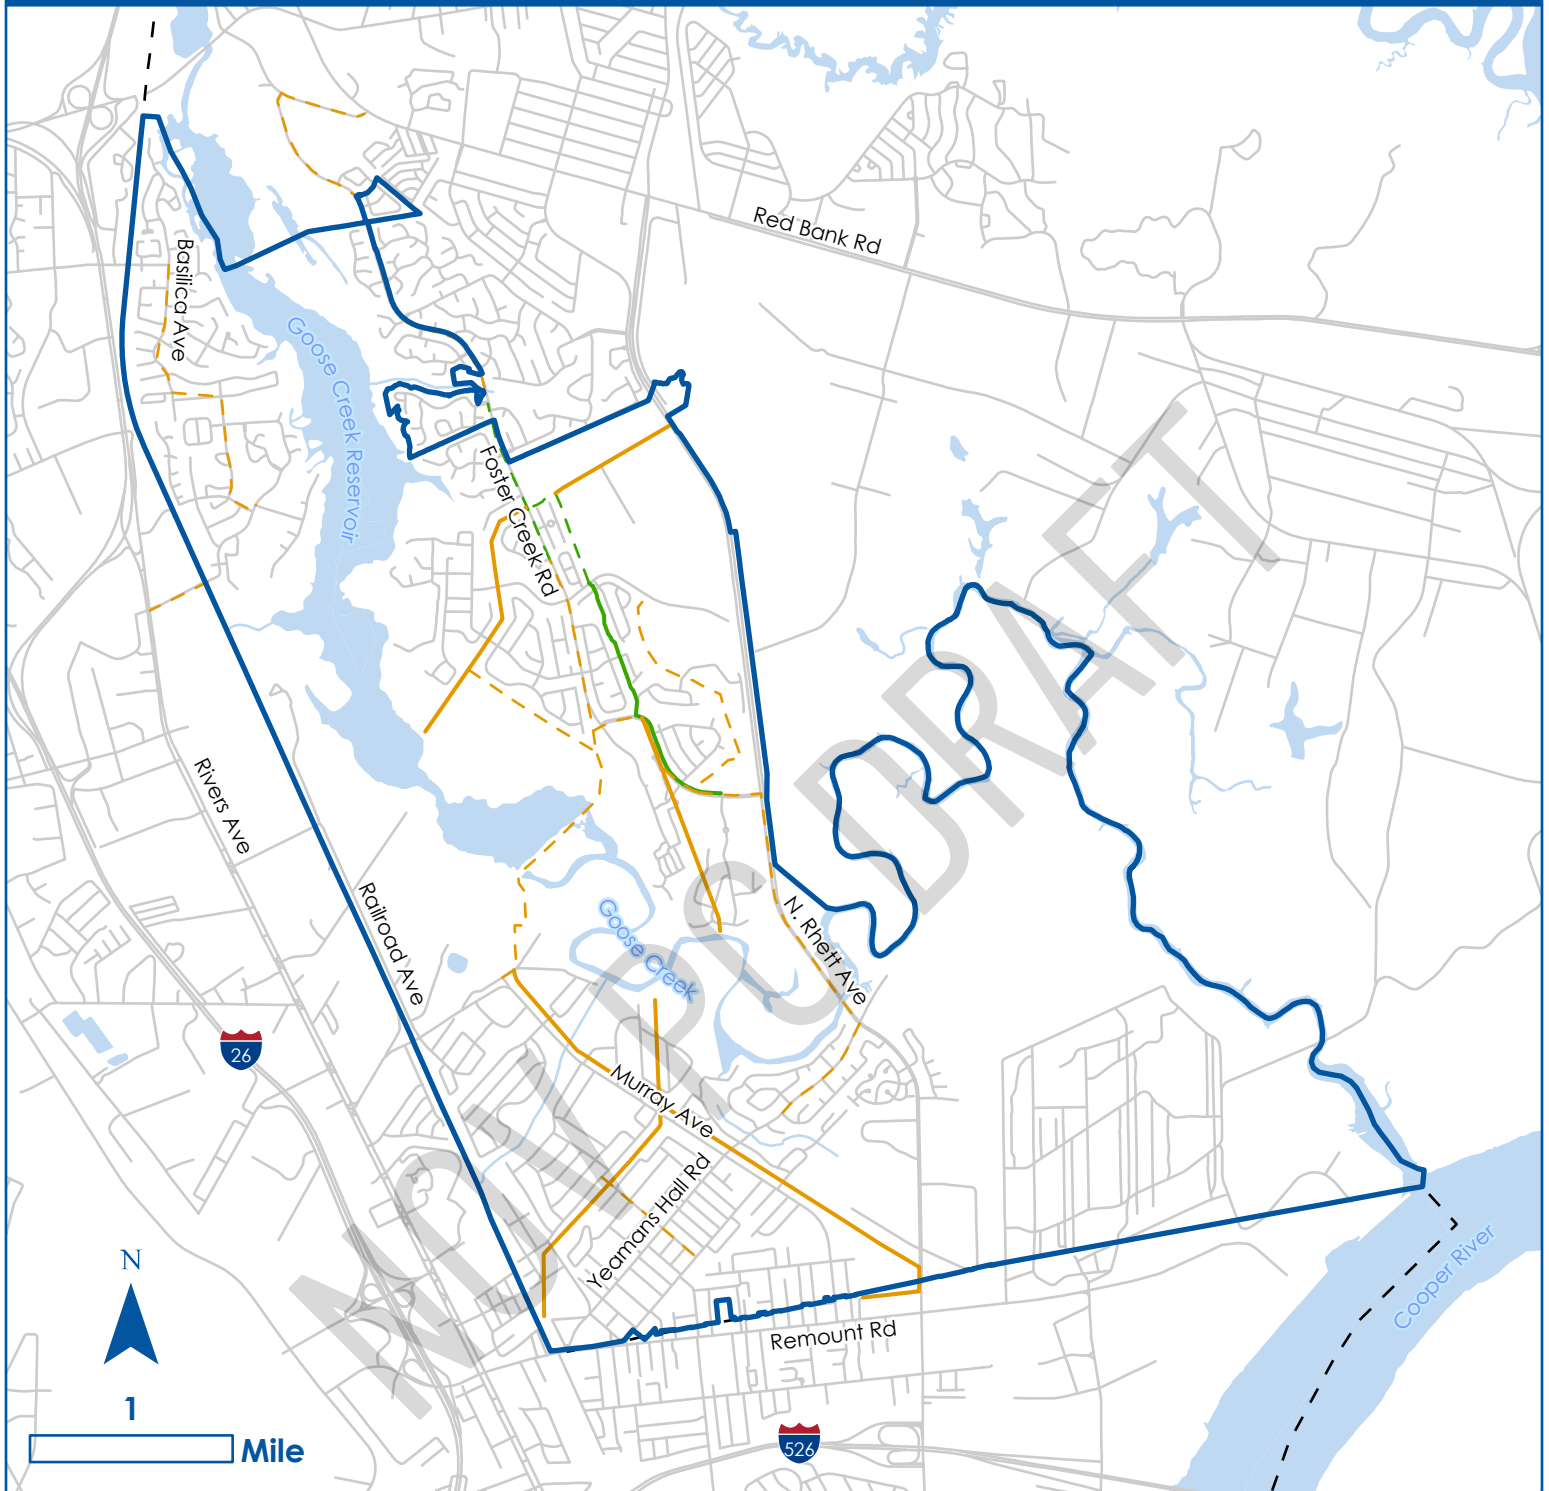 Red Bank Rd
Basilica Ave
Goose Creek Reservoir
Foster Creek Rd
Rivers Ave
Railroad Ave
Goose Creek
N. Rhett Ave
26
Murray Ave
Yeamans Hall Rd
N
Cooper River
Remount Rd
1
Mile
526
DRAFT